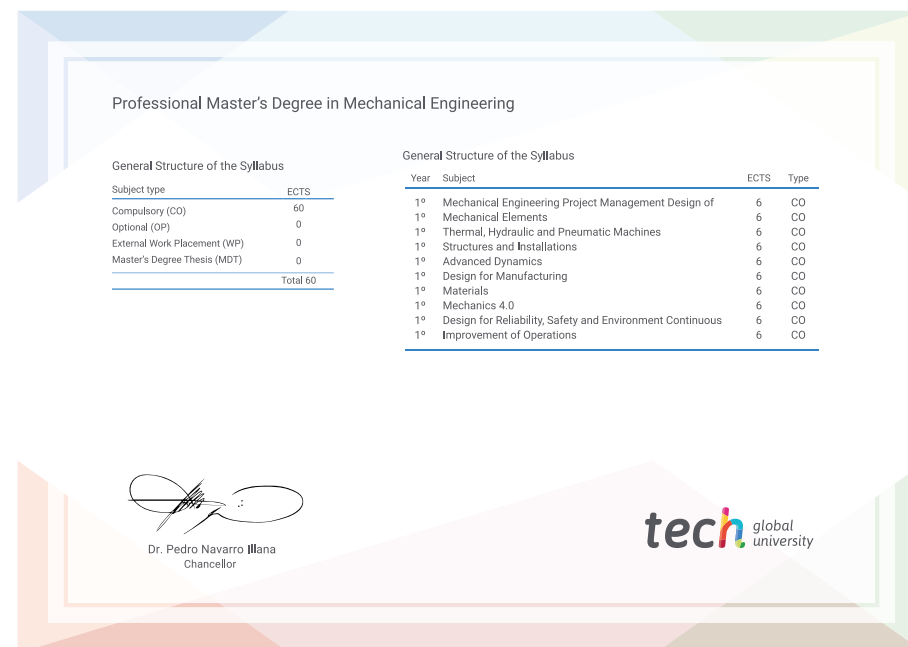 Professional Master's Degree in Mechanical Engineering
General Structure of the Syllabus
Subject type ECTS
Compulsory (CO) 60
Optional (OP) 0
External Work Placement (WP) 0
Master's Degree Thesis (MDT) 0
Total 60
General Structure of the Syllabus
Year Subject ECTS Type
1º Mechanical Engineering Project Management Design of 6 CO
1º Mechanical Elements 6 CO
1º Thermal, Hydraulic and Pneumatic Machines 6 CO
1º Structures and Installations 6 CO
1º Advanced Dynamics 6 CO
1º Design for Manufacturing 6 CO
1º Materials 6 CO
1º Mechanics 4.0 6 CO
1º Design for Reliability, Safety and Environment Continuous 6 CO
1º Improvement of Operations 6 CO
Dr. Pedro Navarro Illana
Chancellor
tech global
university